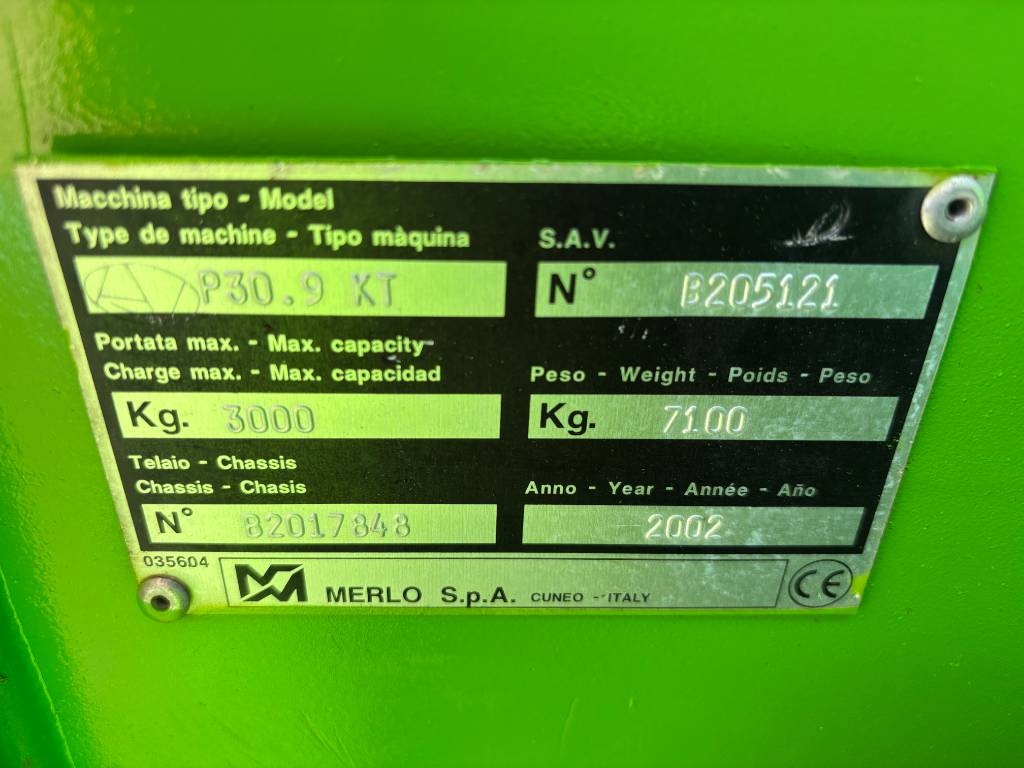 Macchina tipo - Model
Type de machine - Tipo màquina
P30.9 KT
S.A.V.
N° B205121
Portata max. - Max. capacity
Charge max. - Max. capacidad
Kg. 3000
Peso - Weight - Poids - Peso
Kg. 7100
Telaio - Chassis
Chassis - Chasis
N° B2017848
Anno - Year - Année - Año
2002
035604
MERLO S.p.A. CUNEO - ITALY
CE